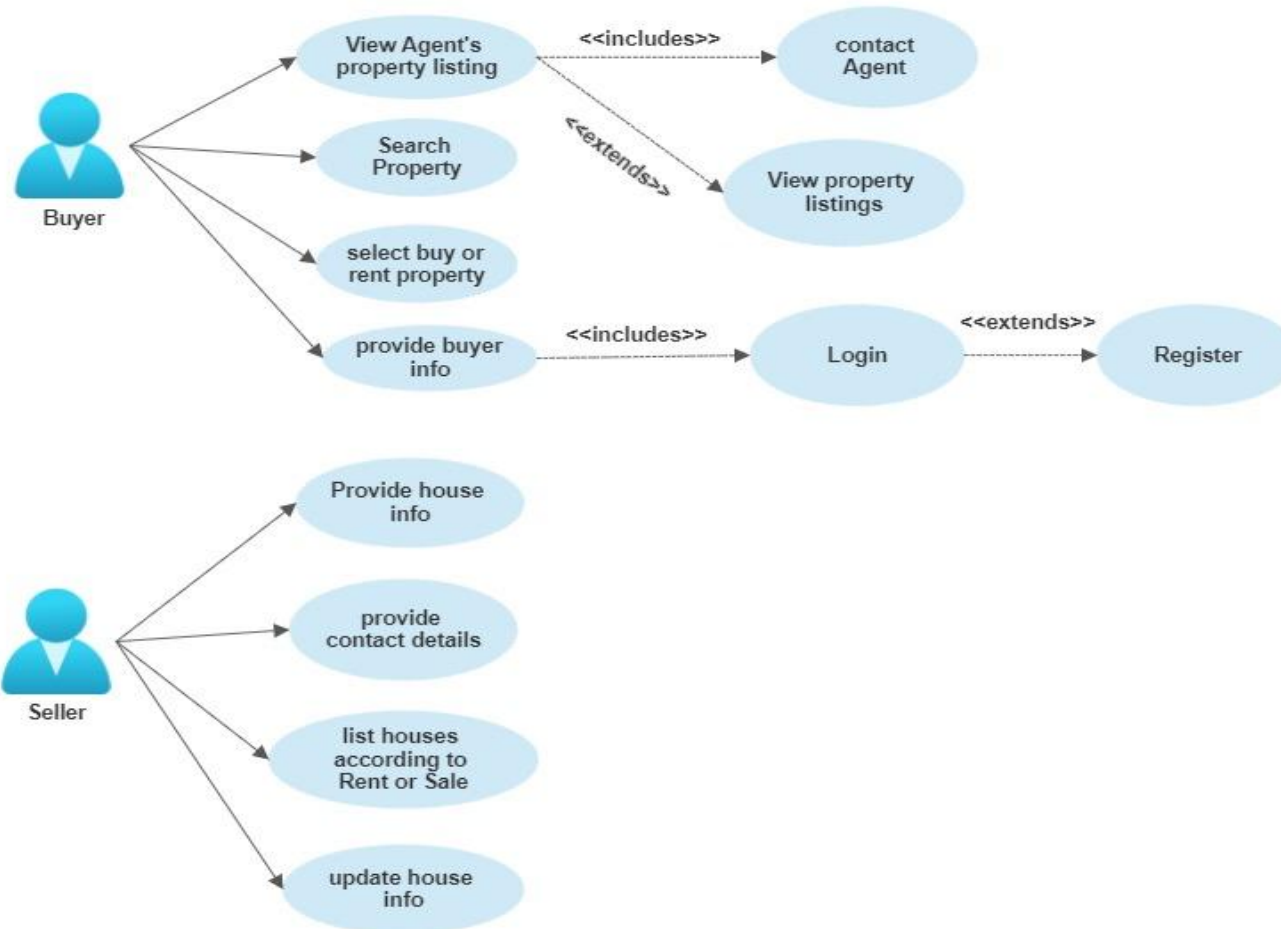 View Agent's
property listing
<<includes>>
contact
Agent
<<extends>>
Search
Property
View property
listings
Buyer
select buy or
rent property
provide buyer
info
<<includes>>
Login
<<extends>>
Register
Provide house
info
provide
contact details
Seller
list houses
according to
Rent or Sale
update house
info